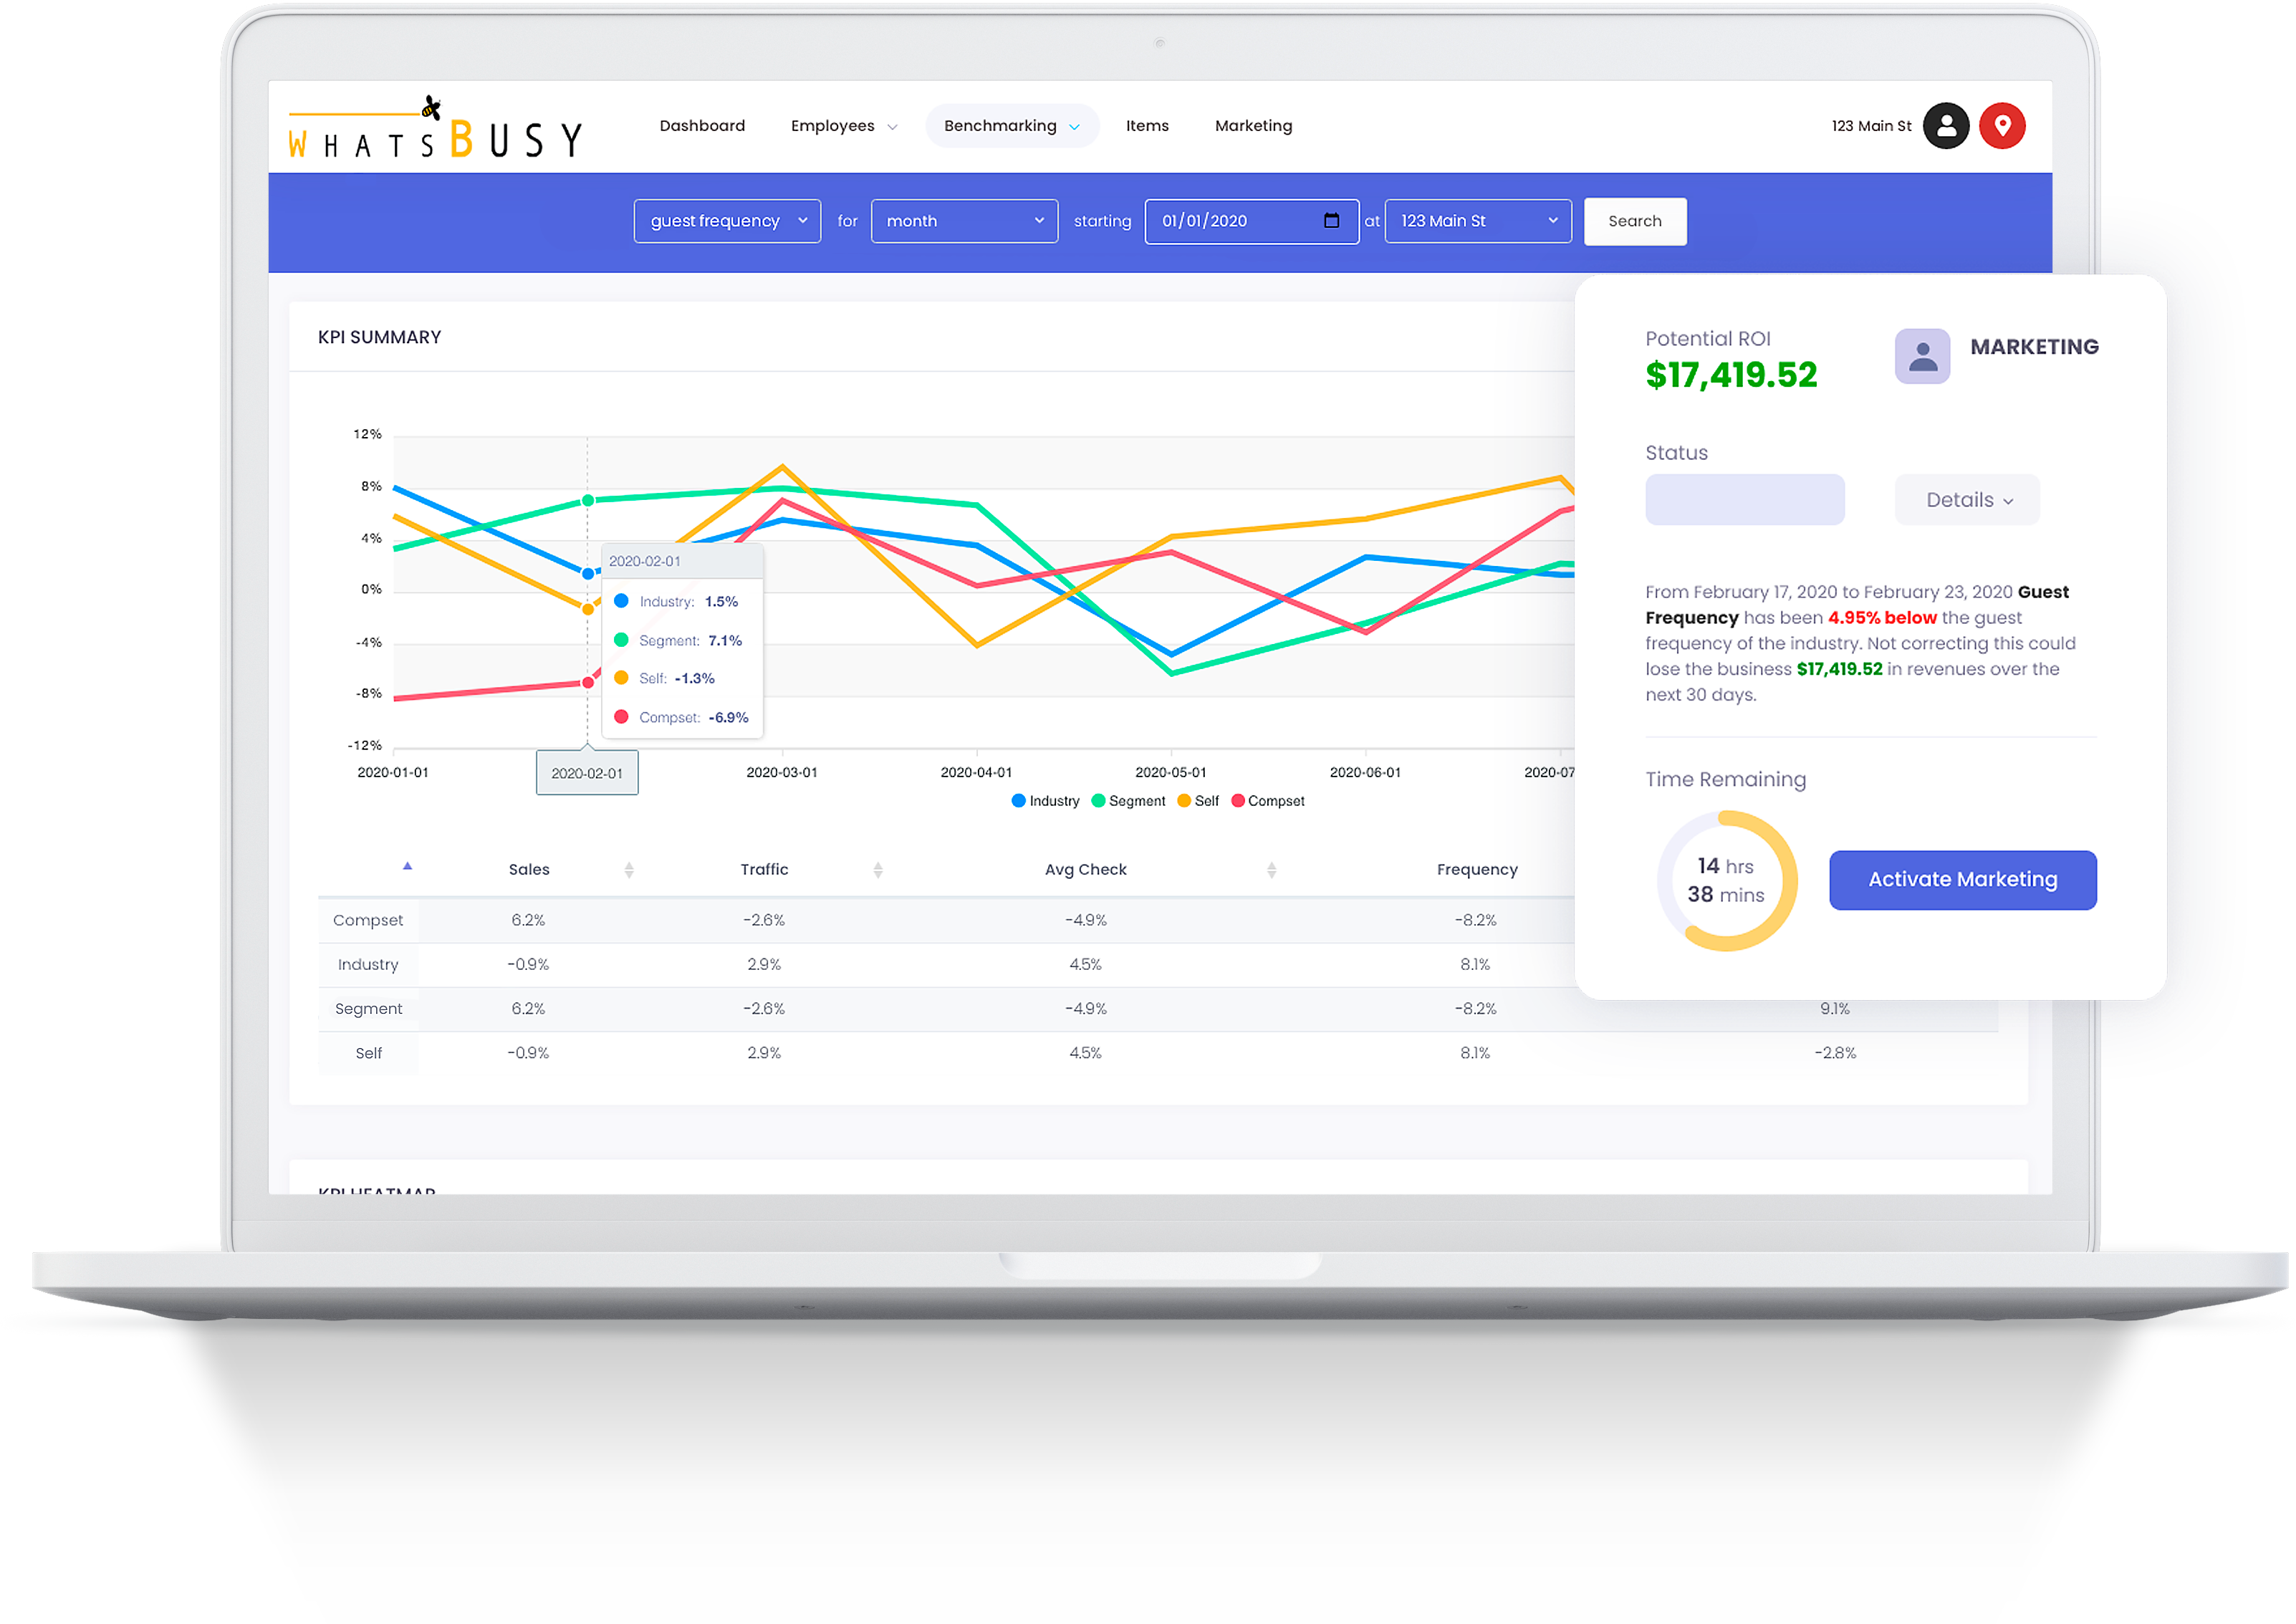 WHATSBUSY
Dashboard Employees Benchmarking Items Marketing 123 Main St
guest frequency for month starting 01/01/2020 at 123 Main St Search
KPI SUMMARY
12%
8%
4%
0%
-4%
-8%
-12%
2020-02-01
Industry: 1.5%
Segment: 7.1%
Self: -1.3%
Compset: -6.9%
2020-01-01 2020-02-01 2020-03-01 2020-04-01 2020-05-01 2020-06-01 2020-07
Industry Segment Self Compset
Sales Traffic Avg Check Frequency
Compset 6.2% -2.6% -4.9% -8.2%
Industry -0.9% 2.9% 4.5% 8.1%
Segment 6.2% -2.6% -4.9% -8.2% 9.1%
Self -0.9% 2.9% 4.5% 8.1% -2.8%
KPI HEATMAP
Potential ROI
$17,419.52
MARKETING
Status
Details
From February 17, 2020 to February 23, 2020 Guest
Frequency has been 4.95% below the guest
frequency of the industry. Not correcting this could
lose the business $17,419.52 in revenues over the
next 30 days.
Time Remaining
14 hrs
38 mins
Activate Marketing